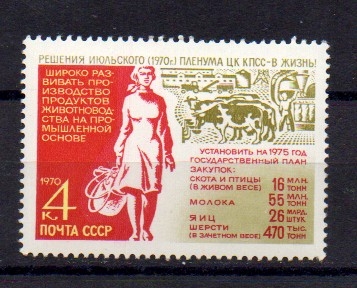 РЕШЕНИЯ ИЮЛЬСКОГО (1970г.) ПЛЕНУМА ЦК КПСС-В ЖИЗНЬ!
ШИРОКО РАЗ-
ВИВАТЬ ПРО-
ИЗВОДСТВО
ПРОДУКТОВ
ЖИВОТНОВОД-
СТВА НА ПРО-
МЫШЛЕННОЙ
ОСНОВЕ
1970
4 К.
ПОЧТА СССР
УСТАНОВИТЬ НА 1975 ГОД
ГОСУДАРСТВЕННЫЙ ПЛАН
ЗАКУПОК:
СКОТА И ПТИЦЫ (В ЖИВОМ ВЕСЕ) 16 МЛН. ТОНН
МОЛОКА 55 МЛН. ТОНН
ЯИЦ 26 МЛРД. ШТУК
ШЕРСТИ (В ЗАЧЕТНОМ ВЕСЕ) 470 ТЫС. ТОНН